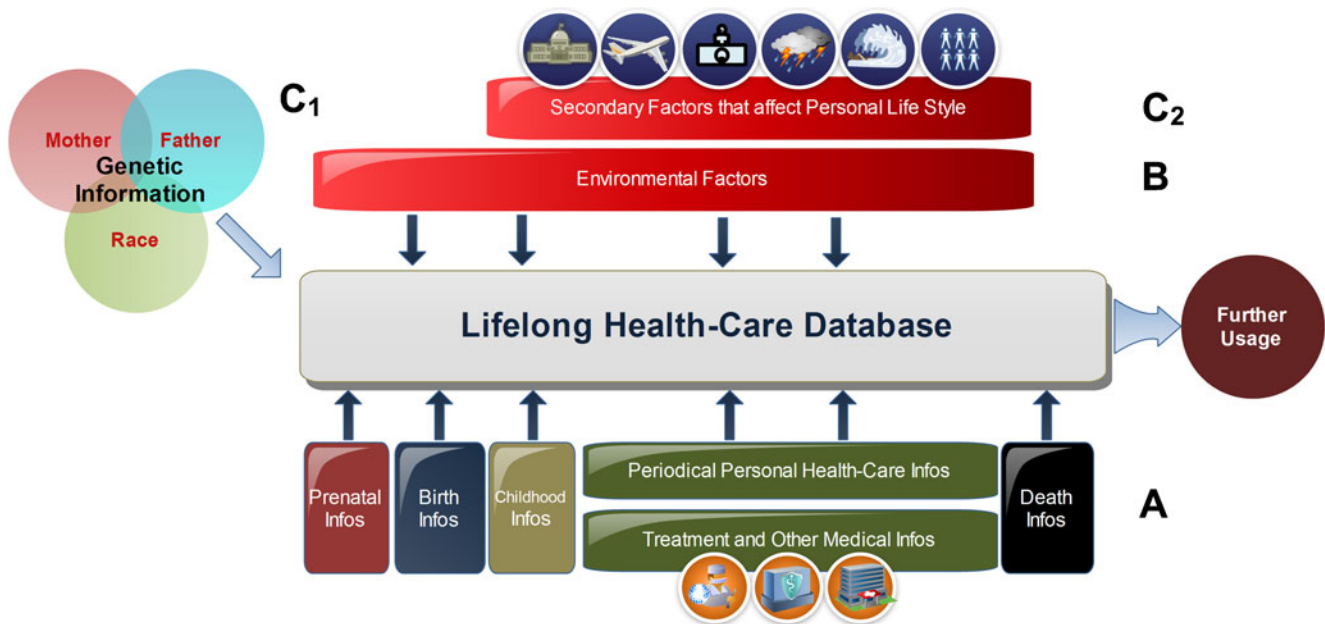 C1
Secondary Factors that affect Personal Life Style
C2
Mother
Father
Genetic
Information
Race
Environmental Factors
B
Lifelong Health-Care Database
Further
Usage
Prenatal
Infos
Birth
Infos
Childhood
Infos
Periodical Personal Health-Care Infos
Treatment and Other Medical Infos
Death
Infos
A